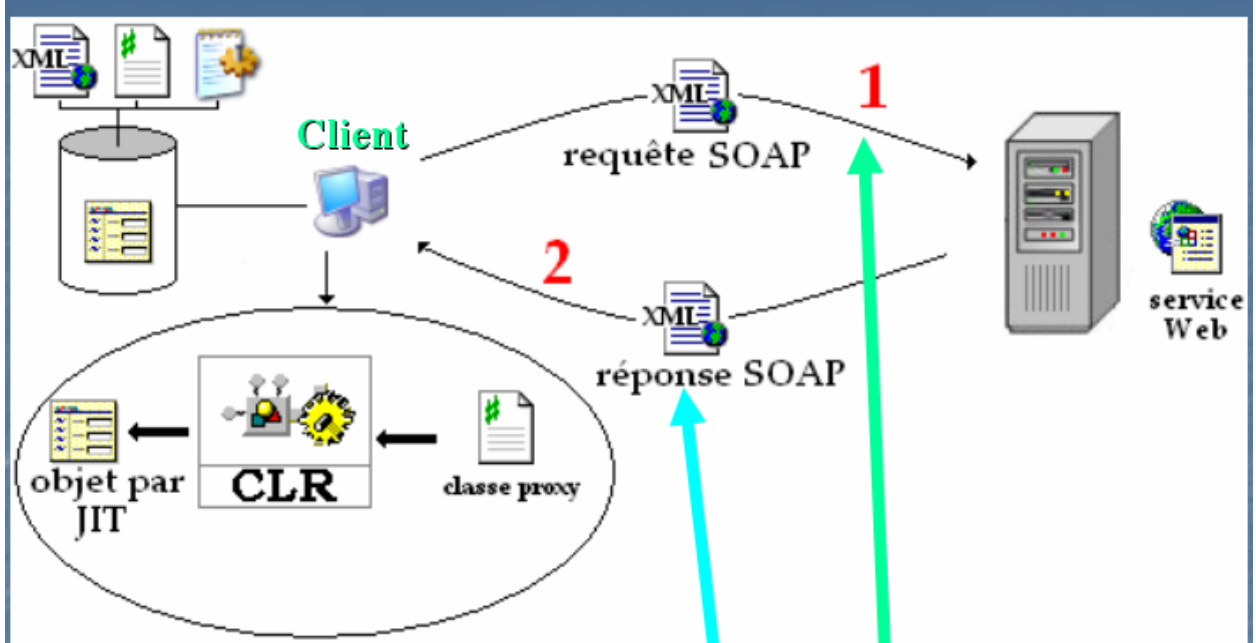 XML
#
Client
XML
1
requête SOAP
2
XML
réponse SOAP
service
Web
#
CLR
classe proxy
objet par
JIT